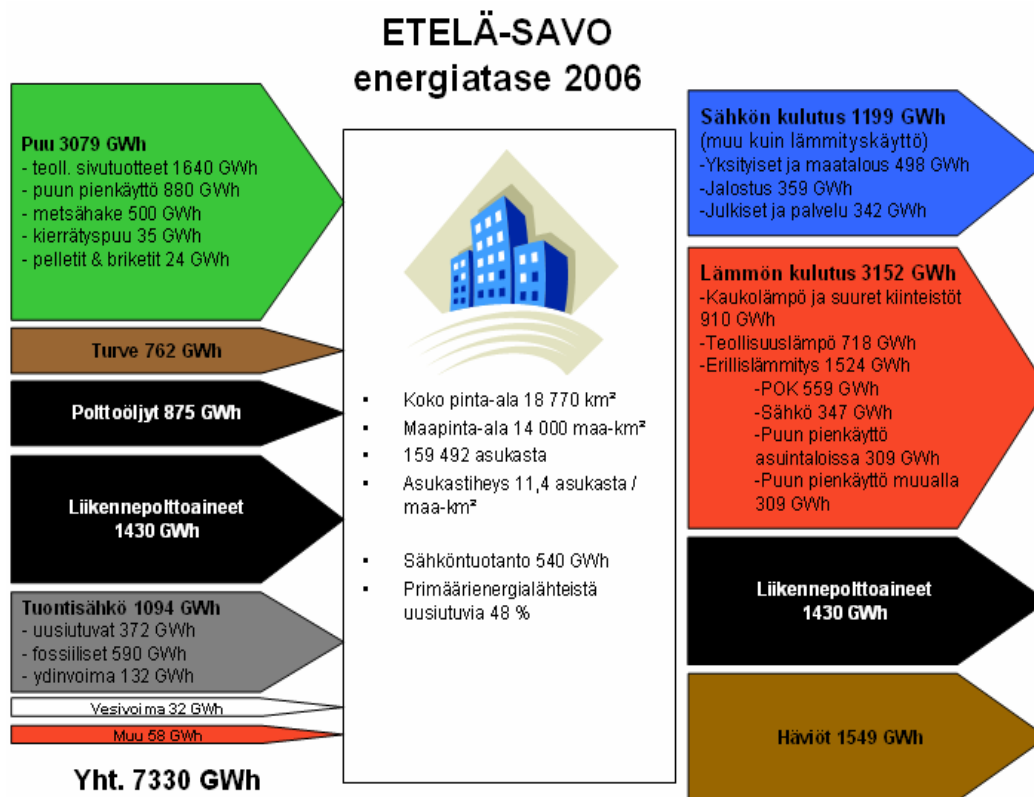 ETELÄ-SAVO
energiatase 2006
Puu 3079 GWh
- teoll. sivutuotteet 1640 GWh
- puun pienkäyttö 880 GWh
- metsähake 500 GWh
- kierrätyspuu 35 GWh
- pelletit & briketit 24 GWh
Turve 762 GWh
Polttoöljyt 875 GWh
Liikennepolttoaineet
1430 GWh
Tuontisähkö 1094 GWh
- uusiutuvat 372 GWh
- fossiiliset 590 GWh
- ydinvoima 132 GWh
Vesivoima 32 GWh
Muu 58 GWh
Yht. 7330 GWh
▪ Koko pinta-ala 18 770 km²
▪ Maapinta-ala 14 000 maa-km²
▪ 159 492 asukasta
▪ Asukastiheys 11,4 asukasta /
maa-km²
▪ Sähköntuotanto 540 GWh
▪ Primäärienergialähteistä
uusiutuvia 48 %
Sähkön kulutus 1199 GWh
(muu kuin lämmityskäyttö)
-Yksityiset ja maatalous 498 GWh
-Jalostus 359 GWh
-Julkiset ja palvelu 342 GWh
Lämmön kulutus 3152 GWh
-Kaukolämpö ja suuret kiinteistöt
910 GWh
-Teollisuuslämpö 718 GWh
-Erillislämmitys 1524 GWh
-POK 559 GWh
-Sähkö 347 GWh
-Puun pienkäyttö
asuintaloissa 309 GWh
-Puun pienkäyttö muualla
309 GWh
Liikennepolttoaineet
1430 GWh
Häviöt 1549 GWh